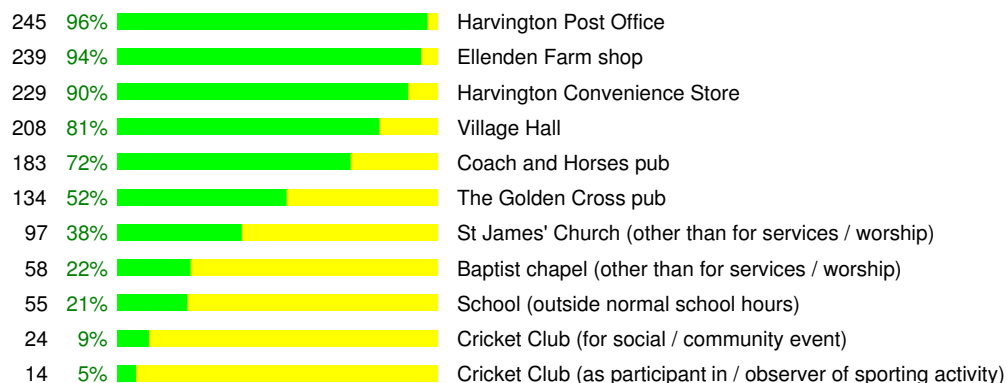 245 96% Harvington Post Office
239 94% Ellenden Farm shop
229 90% Harvington Convenience Store
208 81% Village Hall
183 72% Coach and Horses pub
134 52% The Golden Cross pub
97 38% St James' Church (other than for services / worship)
58 22% Baptist chapel (other than for services / worship)
55 21% School (outside normal school hours)
24 9% Cricket Club (for social / community event)
14 5% Cricket Club (as participant in / observer of sporting activity)